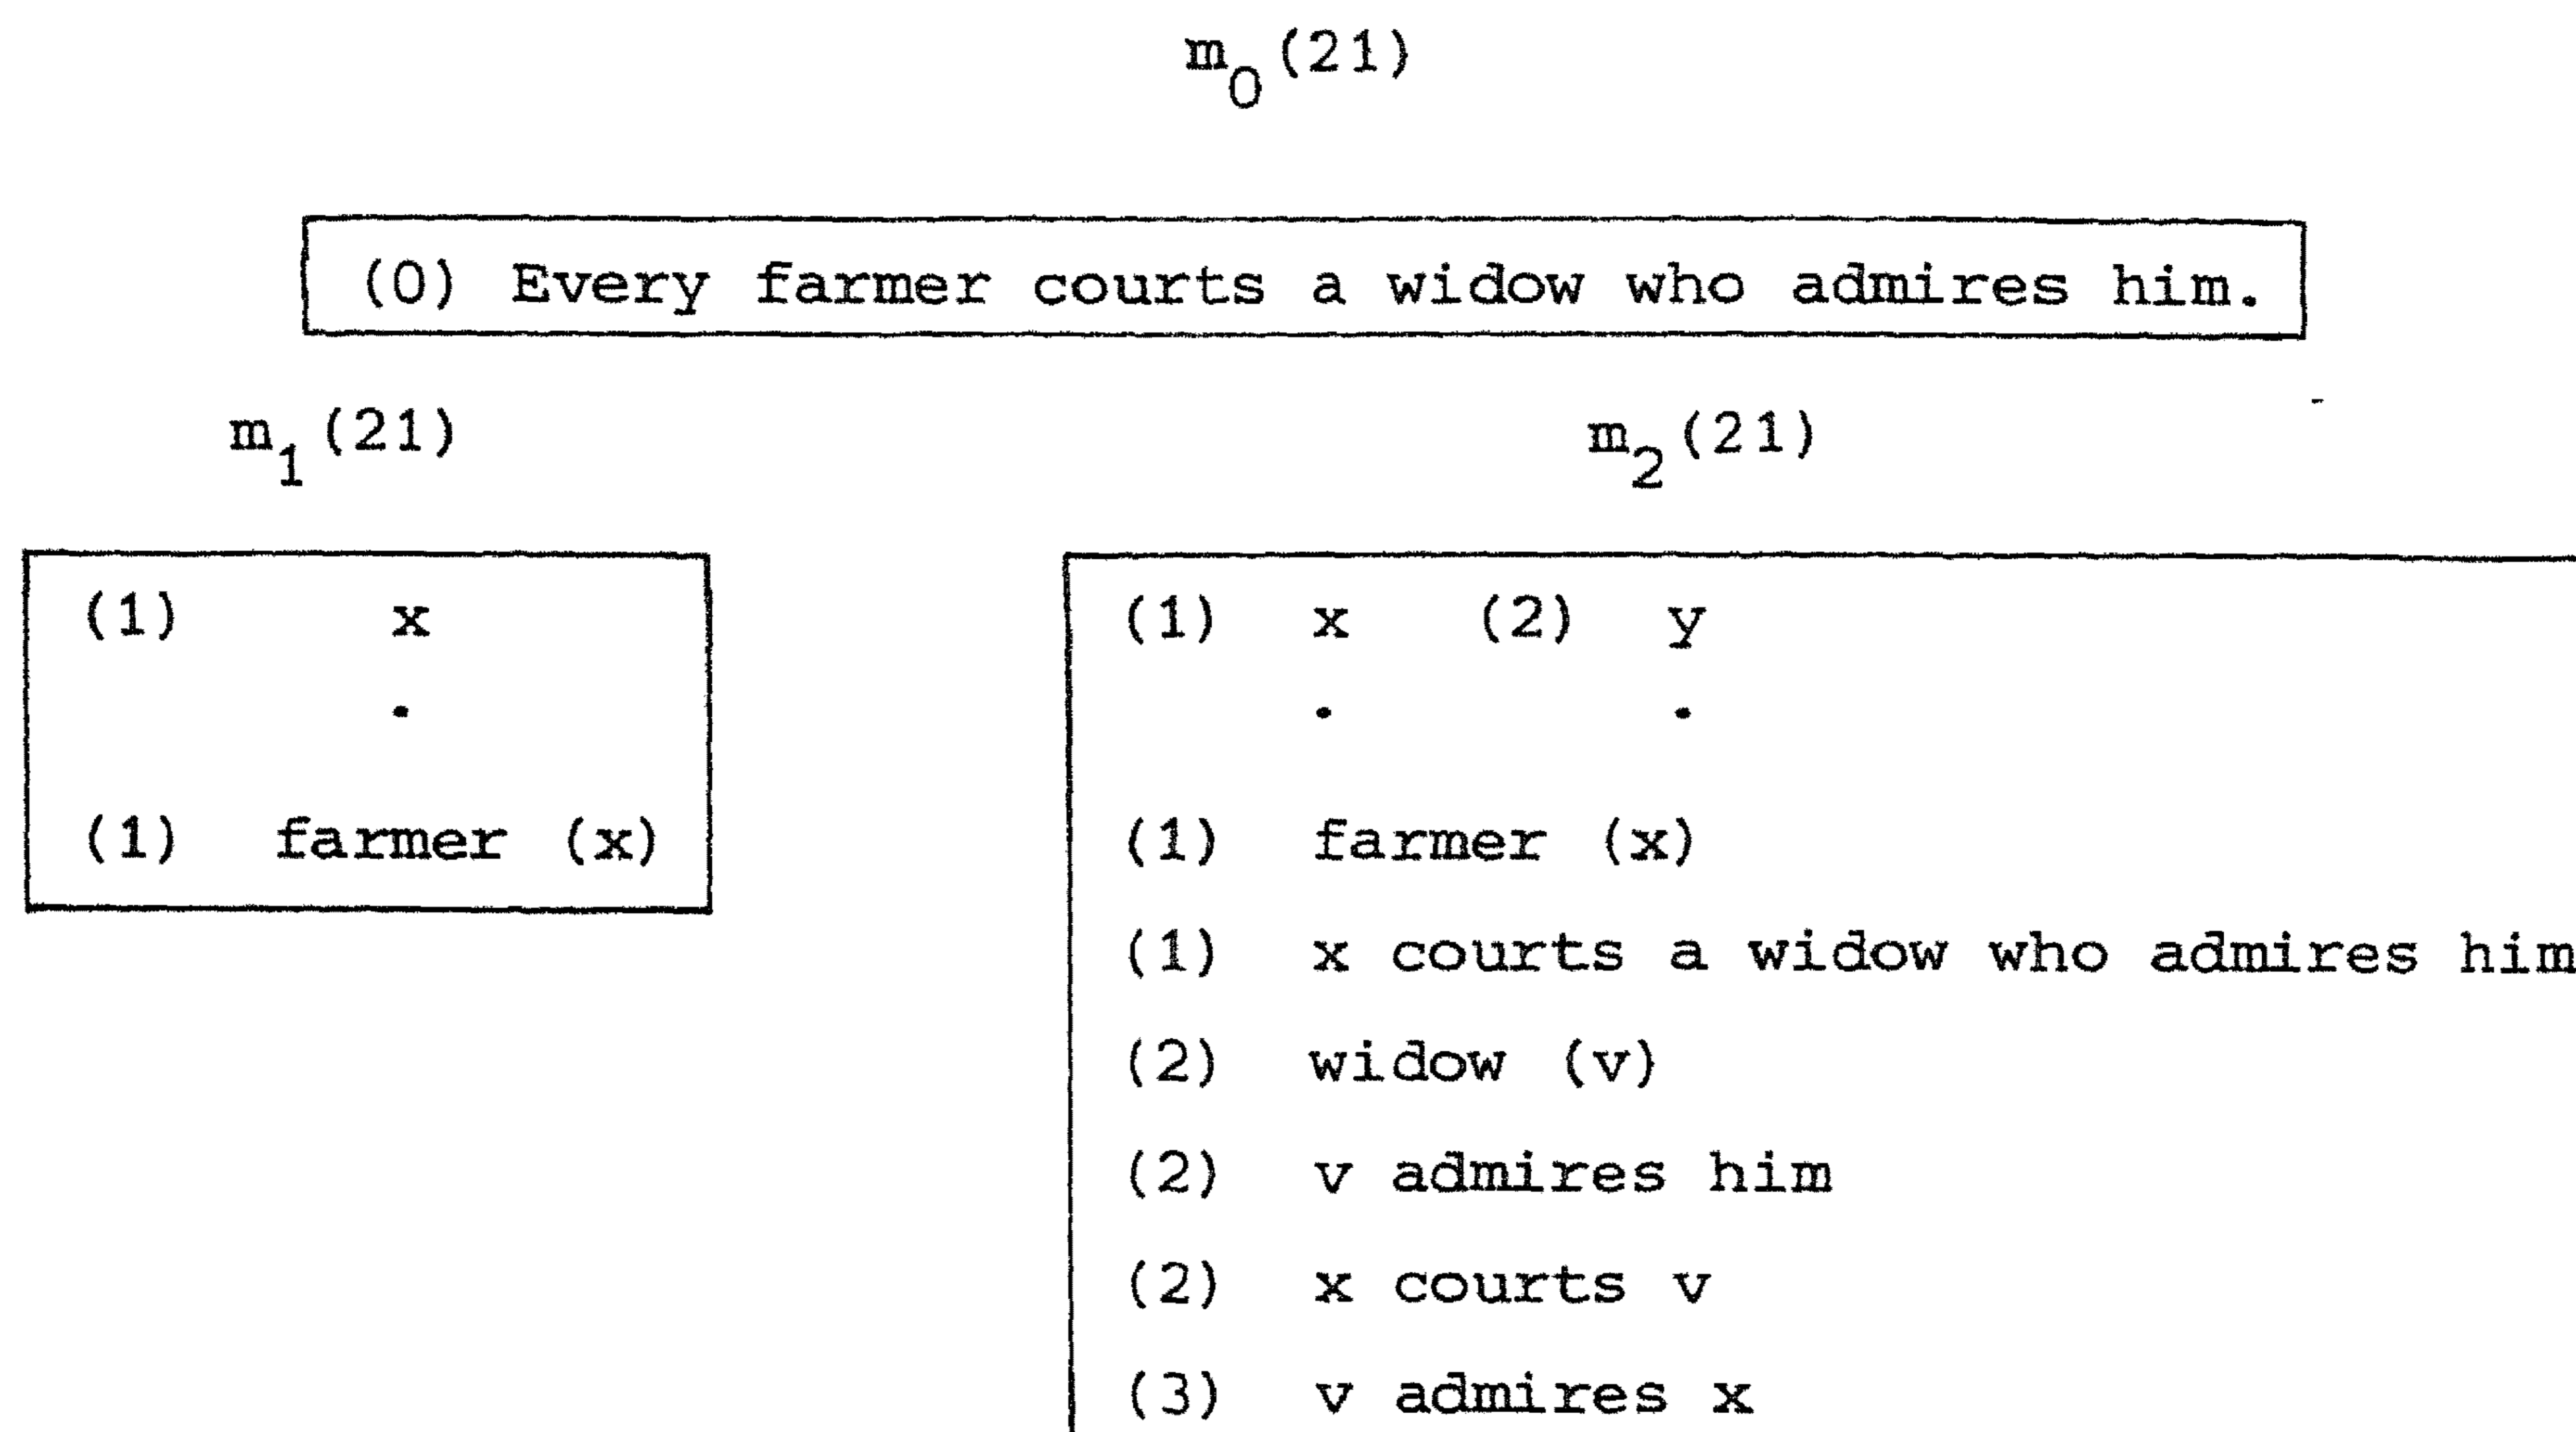 m0(21)
(0) Every farmer courts a widow who admires him.
m1(21) m2(21)
(1) x (1) x (2) y
. . .
(1) farmer (x) (1) farmer (x)
(1) x courts a widow who admires him
(2) widow (v)
(2) v admires him
(2) x courts v
(3) v admires x